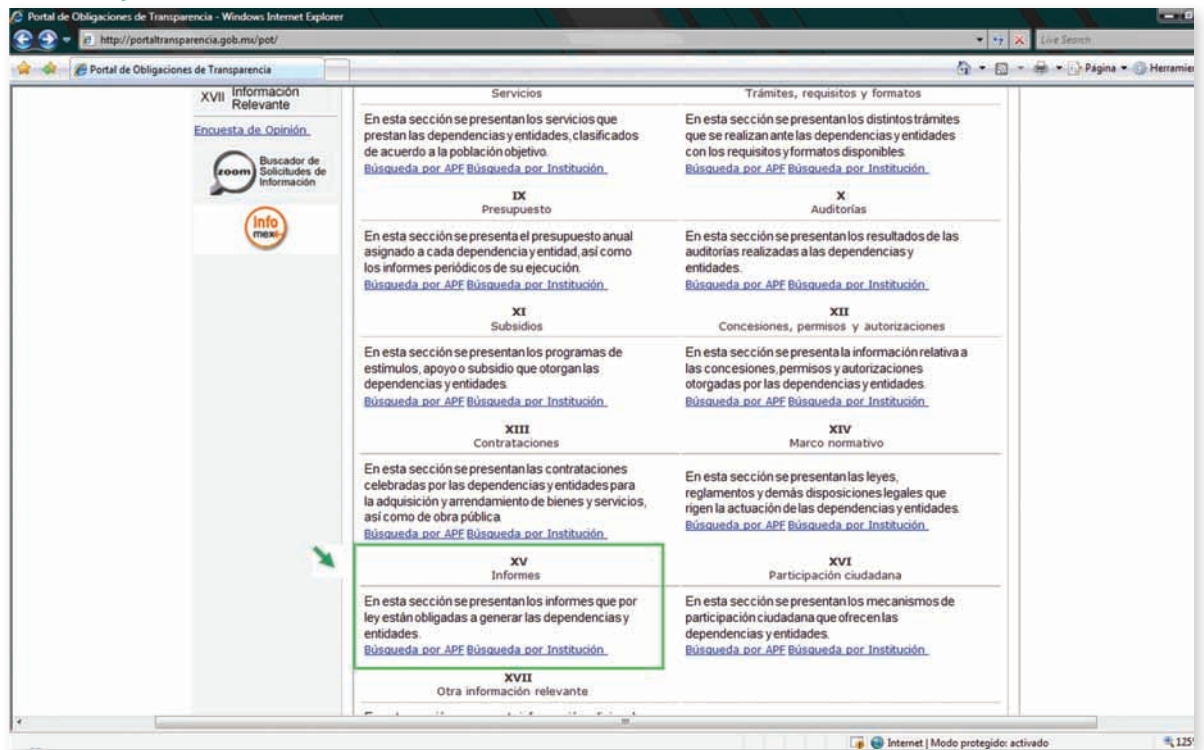 Portal de Obligaciones de Transparencia - Windows Internet Explorer
http://portaltransparencia.gob.mx/pot/
Live Search
Portal de Obligaciones de Transparencia
Página
XVII Información
Relevante
Encuesta de Opinión
zoom
Buscador de
Solicitudes de
Información
Info
mex
Servicios
En esta sección se presentan los servicios que
prestan las dependencias y entidades, clasificados
de acuerdo a la población objetivo.
Búsqueda por APF Búsqueda por Institución
Trámites, requisitos y formatos
En esta sección se presentan los distintos trámites
que se realizan ante las dependencias y entidades
con los requisitos y formatos disponibles.
Búsqueda por APF Búsqueda por Institución
IX
Presupuesto
En esta sección se presenta el presupuesto anual
asignado a cada dependencia y entidad, así como
los informes periódicos de su ejecución.
Búsqueda por APF Búsqueda por Institución
X
Auditorías
En esta sección se presentan los resultados de las
auditorías realizadas a las dependencias y
entidades.
Búsqueda por APF Búsqueda por Institución
XI
Subsidios
En esta sección se presentan los programas de
estímulos, apoyo o subsidio que otorgan las
dependencias y entidades.
Búsqueda por APF Búsqueda por Institución
XII
Concesiones, permisos y autorizaciones
En esta sección se presenta la información relativa a
las concesiones, permisos y autorizaciones
otorgadas por las dependencias y entidades.
Búsqueda por APF Búsqueda por Institución
XIII
Contrataciones
En esta sección se presentan las contrataciones
celebradas por las dependencias y entidades para
la adquisición y arrendamiento de bienes y servicios,
así como de obra pública
Búsqueda por APF Búsqueda por Institución
XIV
Marco normativo
En esta sección se presentan las leyes,
reglamentos y demás disposiciones legales que
rigen la actuación de las dependencias y entidades.
Búsqueda por APF Búsqueda por Institución
XV
Informes
En esta sección se presentan los informes que por
ley están obligadas a generar las dependencias y
entidades.
Búsqueda por APF Búsqueda por Institución
XVI
Participación ciudadana
En esta sección se presentan los mecanismos de
participación ciudadana que ofrecen las
dependencias y entidades.
Búsqueda por APF Búsqueda por Institución
XVII
Otra información relevante
Internet | Modo protegido: activado